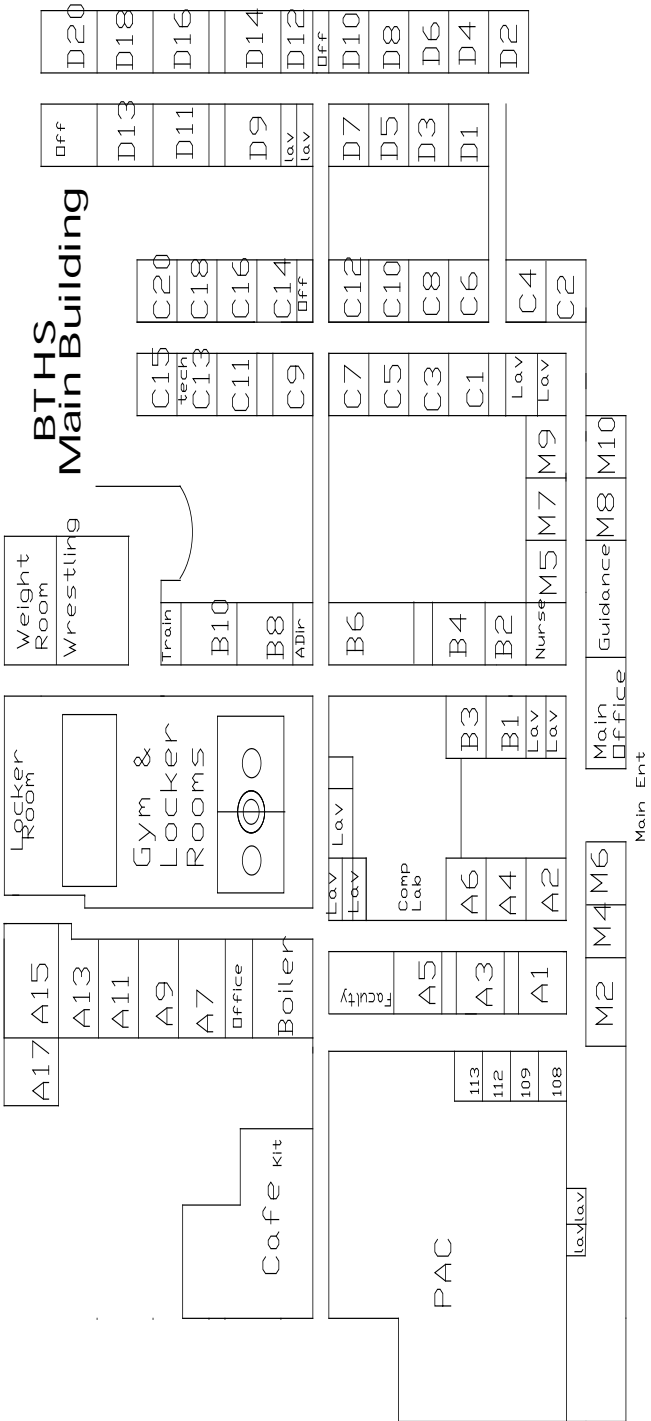 D20
D18
D16
D14
D12
Off
D10
D8
D6
D4
D2
Off
D13
D11
D9
lav
lav
D7
D5
D3
D1
BTHS
Main Building
C20
C18
C16
C14
Off
C12
C10
C8
C6
C4
C2
C15
tech
C13
C11
C9
C7
C5
C3
C1
Lav
Lav
M9
M10
M7
M8
M5
Guidance
Weight
Room
Wrestling
Train
B10
B8
ADir
B6
B4
B2
Nurse
Main
Office
Locker
Room
Gym &
Locker
Rooms
B3
B1
Lav
Lav
Lav
Lav
Lav
Comp
Lab
A6
A4
A2
Main Ent
M6
M4
M2
A15
A13
A11
A9
A7
Office
Boiler
Faculty
A5
A3
A1
A17
113
112
109
108
Cafe
Kit
PAC
lav
lav